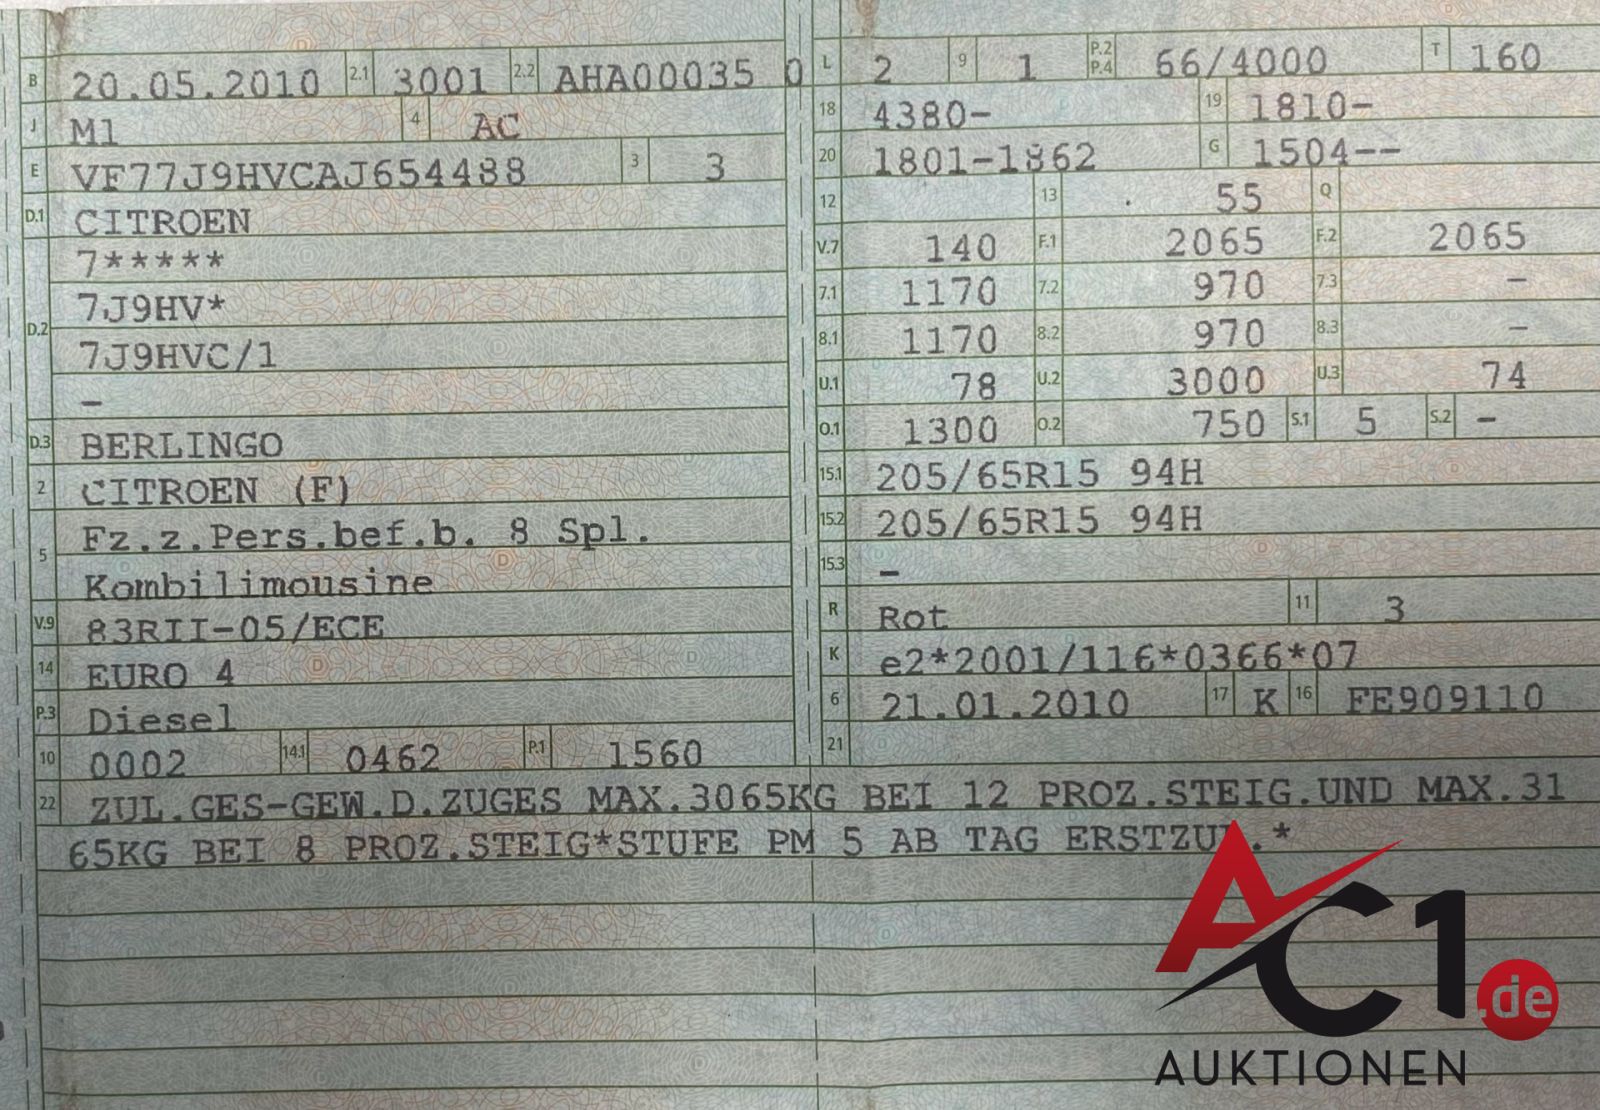 B 20.05.2010 2.1 3001 2.2 AHA00035 0
J M1 4 AC
E VF77J9HVCAJ654488 3 3
D.1 CITROEN
7*****
D.2 7J9HV*
7J9HVC/1
–
D.3 BERLINGO
2 CITROEN (F)
5 Fz.z.Pers.bef.b. 8 Spl.
Kombilimousine
V.9 83RII-05/ECE
14 EURO 4
P.3 Diesel
10 0002 14.1 0462 P.1 1560
L 2 9 1 P.2 P.4 66/4000 T 160
18 4380- 19 1810-
20 1801-1862 G 1504--
12 13 55 Q
V.7 140 F.1 2065 F.2 2065
7.1 1170 7.2 970 7.3 –
8.1 1170 8.2 970 8.3 –
U.1 78 U.2 3000 U.3 74
O.1 1300 O.2 750 S.1 5 S.2 –
15.1 205/65R15 94H
15.2 205/65R15 94H
15.3 –
R Rot 11 3
K e2*2001/116*0366*07
6 21.01.2010 17 K 16 FE909110
21
22 ZUL.GES-GEW.D.ZUGES MAX.3065KG BEI 12 PROZ.STEIG.UND MAX.31
65KG BEI 8 PROZ.STEIG*STUFE PM 5 AB TAG ERSTZUL.*
AC1.de
AUKTIONEN